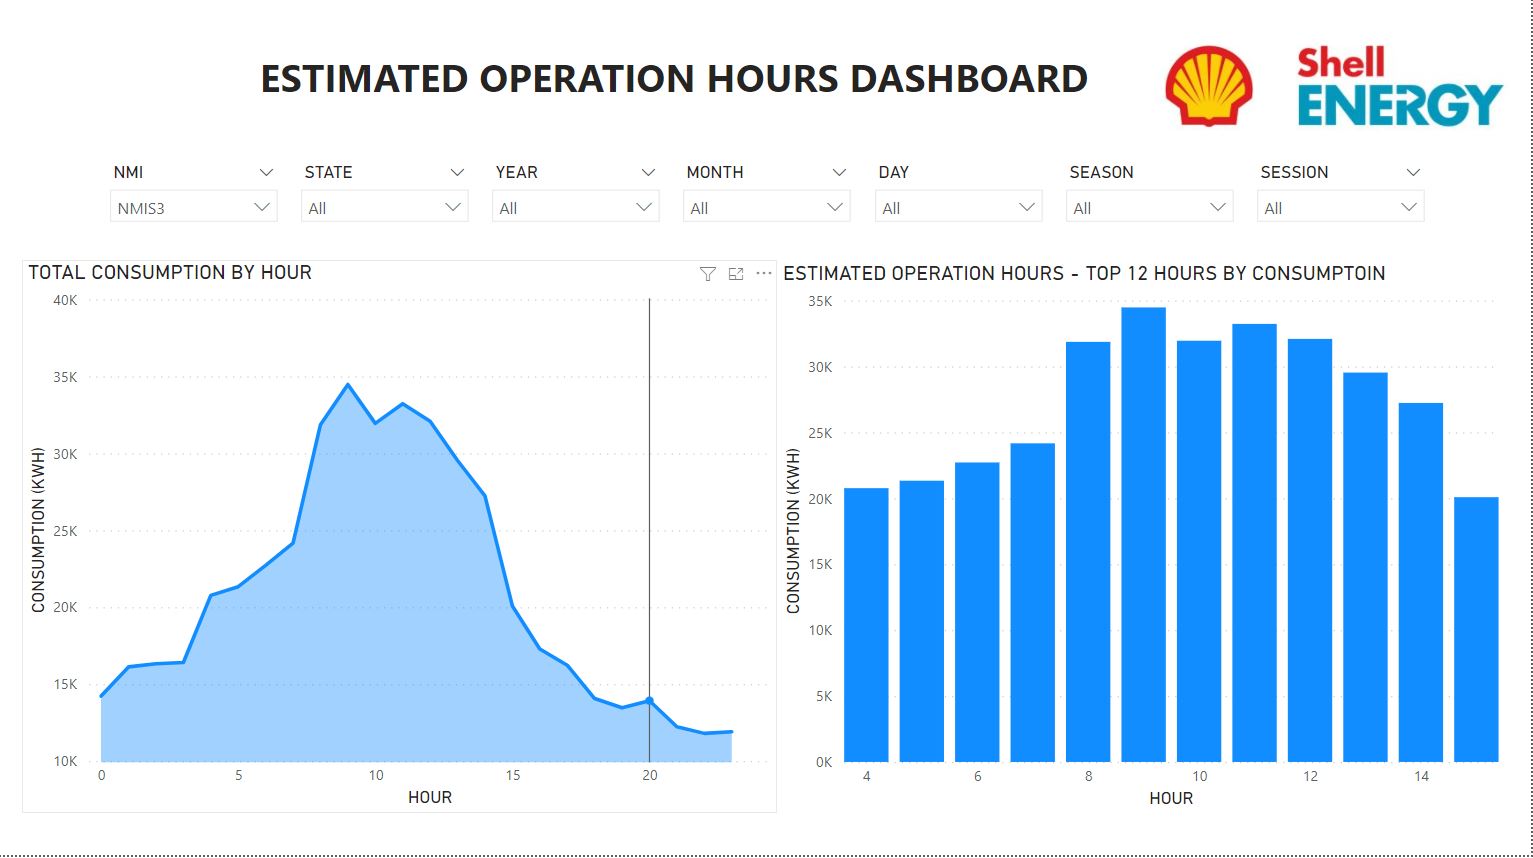 ESTIMATED OPERATION HOURS DASHBOARD
Shell
ENERGY
NMI STATE YEAR MONTH DAY SEASON SESSION
NMIS3 All All All All All All
TOTAL CONSUMPTION BY HOUR
40K
35K
30K
25K
20K
15K
10K
CONSUMPTION (KWH)
0 5 10 15 20
HOUR
ESTIMATED OPERATION HOURS - TOP 12 HOURS BY CONSUMPTOIN
35K
30K
25K
20K
15K
10K
5K
0K
CONSUMPTION (KWH)
4 6 8 10 12 14
HOUR